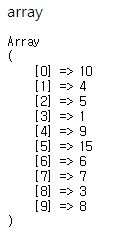 array
Array
(
[0] => 10
[1] => 4
[2] => 5
[3] => 1
[4] => 9
[5] => 15
[6] => 6
[7] => 7
[8] => 3
[9] => 8
)